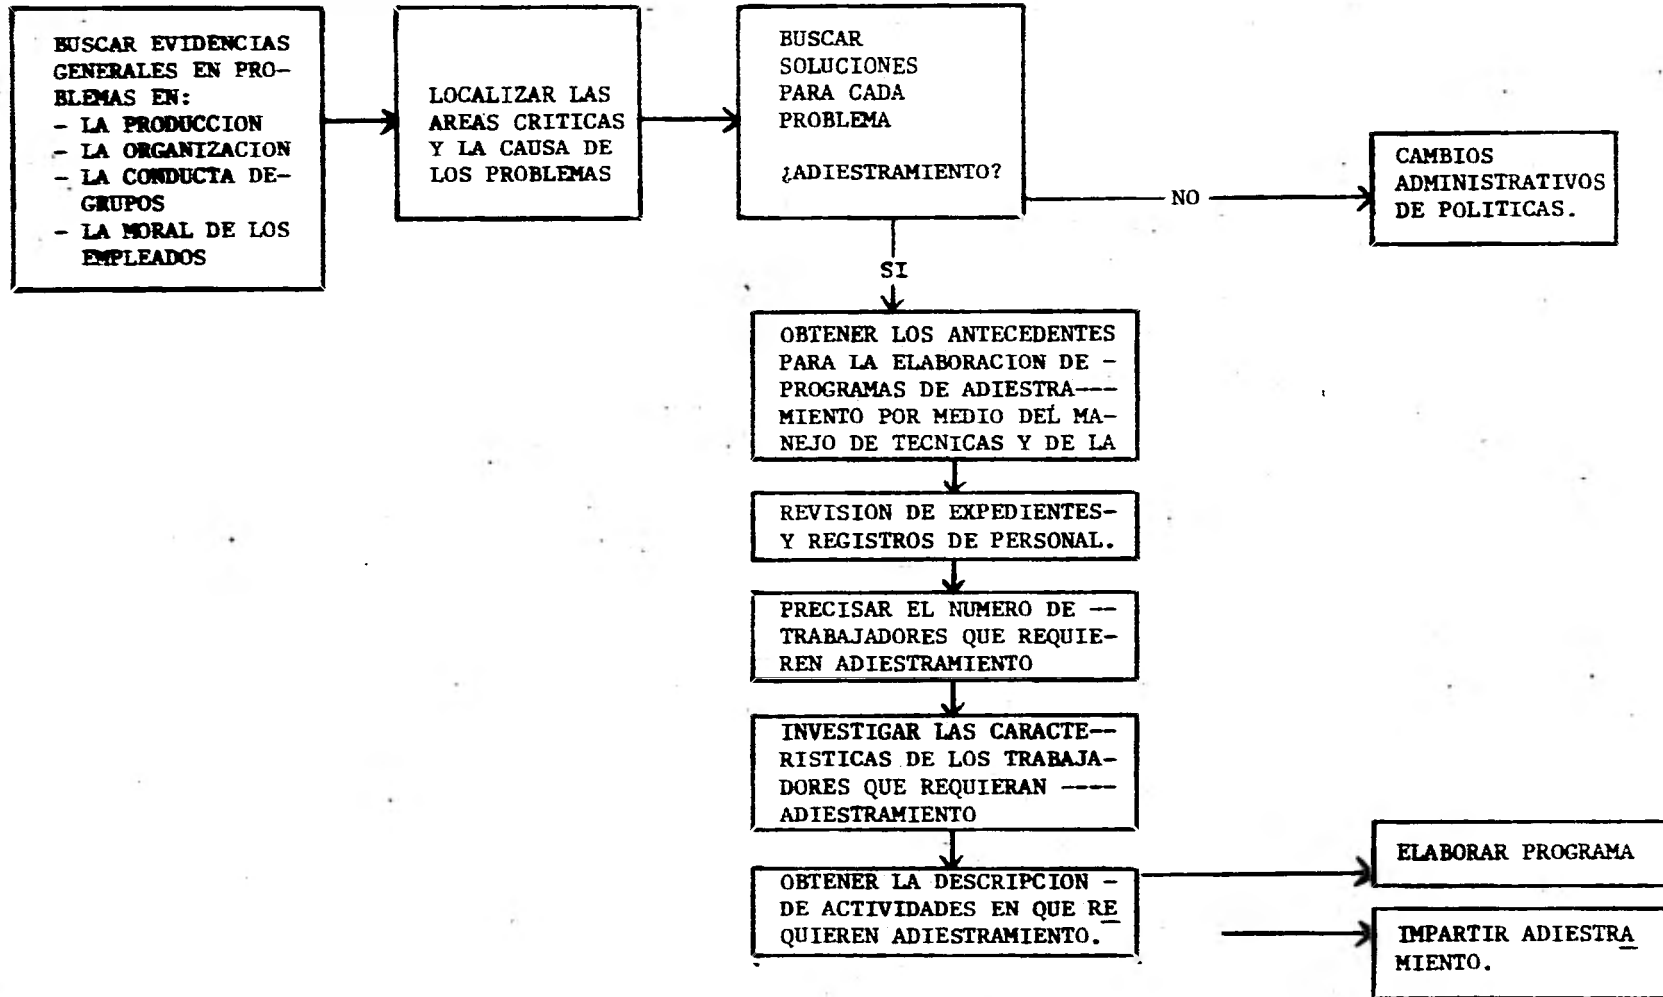 BUSCAR EVIDENCIAS
GENERALES EN PRO-
BLEMAS EN:
- LA PRODUCCION
- LA ORGANIZACION
- LA CONDUCTA DE-
GRUPOS
- LA MORAL DE LOS
EMPLEADOS
LOCALIZAR LAS
AREAS CRITICAS
Y LA CAUSA DE
LOS PROBLEMAS
BUSCAR
SOLUCIONES
PARA CADA
PROBLEMA
¿ADIESTRAMIENTO?
NO
CAMBIOS
ADMINISTRATIVOS
DE POLITICAS.
SI
OBTENER LOS ANTECEDENTES
PARA LA ELABORACION DE -
PROGRAMAS DE ADIESTRA----
MIENTO POR MEDIO DEL MA-
NEJO DE TECNICAS Y DE LA
REVISION DE EXPEDIENTES-
Y REGISTROS DE PERSONAL.
PRECISAR EL NUMERO DE --
TRABAJADORES QUE REQUIE-
REN ADIESTRAMIENTO
INVESTIGAR LAS CARACTE--
RISTICAS DE LOS TRABAJA-
DORES QUE REQUIERAN ----
ADIESTRAMIENTO
OBTENER LA DESCRIPCION -
DE ACTIVIDADES EN QUE RE
QUIEREN ADIESTRAMIENTO.
ELABORAR PROGRAMA
IMPARTIR ADIESTRA
MIENTO.